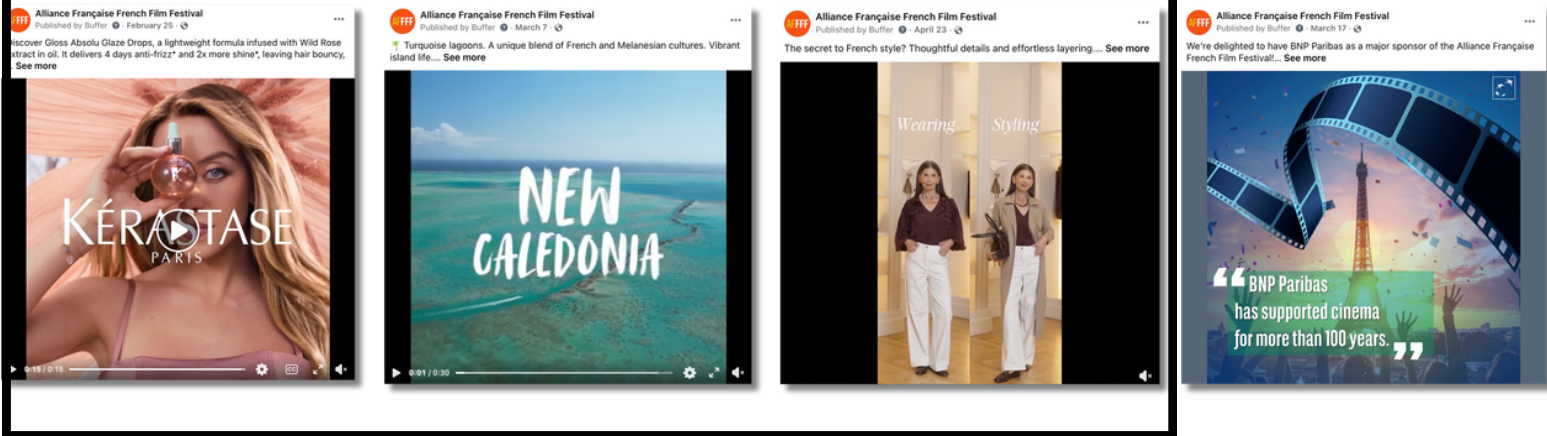 AFFFF
Alliance Française French Film Festival
Published by Buffer · February 25 ·
Discover Gloss Absolu Glaze Drops, a lightweight formula infused with Wild Rose
extract in oil. It delivers 4 days anti-frizz* and 2x more shine*, leaving hair bouncy,
... See more
K
KÉRASTASE
PARIS
0:15 / 0:15
CC
AFFFF
Alliance Française French Film Festival
Published by Buffer · March 7 ·
Turquoise lagoons. A unique blend of French and Melanesian cultures. Vibrant
island life.... See more
NEW
CALEDONIA
0:01 / 0:30
AFFFF
Alliance Française French Film Festival
Published by Buffer · April 23 ·
The secret to French style? Thoughtful details and effortless layering.... See more
Wearing Styling
AFFFF
Alliance Française French Film Festival
Published by Buffer · March 17 ·
We're delighted to have BNP Paribas as a major sponsor of the Alliance Française
French Film Festival!... See more
“BNP Paribas
has supported cinema
for more than 100 years.”